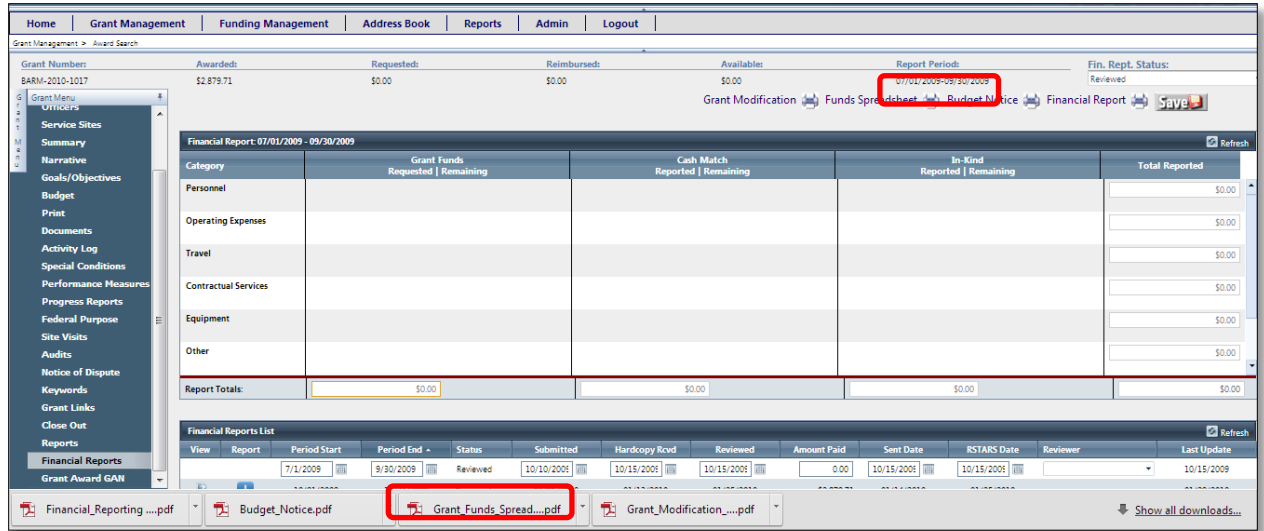 Home Grant Management Funding Management Address Book Reports Admin Logout
Grant Management > Award Search
Grant Number: Awarded: Requested: Reimbursed: Available: Report Period: Fin. Rept. Status:
BARM-2010-1017 $2,879.71 $0.00 $0.00 $0.00 07/01/2009-09/30/2009 Reviewed
Grant Menu
Grant Modification Funds Spreadsheet Budget Notice Financial Report Save
Officers
Service Sites
Summary
Narrative
Goals/Objectives
Budget
Print
Documents
Activity Log
Special Conditions
Performance Measures
Progress Reports
Federal Purpose
Site Visits
Audits
Notice of Dispute
Keywords
Grant Links
Close Out
Reports
Financial Reports
Grant Award GAN
Financial Report: 07/01/2009 - 09/30/2009 Refresh
Category Grant Funds Cash Match In-Kind Total Reported
Requested | Remaining Reported | Remaining Reported | Remaining
Personnel $0.00
Operating Expenses $0.00
Travel $0.00
Contractual Services $0.00
Equipment $0.00
Other $0.00
Report Totals: $0.00 $0.00 $0.00 $0.00
Financial Reports List Refresh
View Report Period Start Period End Status Submitted Hardcopy Rcvd Reviewed Amount Paid Sent Date RSTARS Date Reviewer Last Update
7/1/2009 9/30/2009 Reviewed 10/10/2009 10/15/2009 10/15/2009 0.00 10/15/2009 10/15/2009 10/15/2009
Financial_Reporting ....pdf Budget_Notice.pdf Grant_Funds_Spread....pdf Grant_Modification_....pdf Show all downloads...